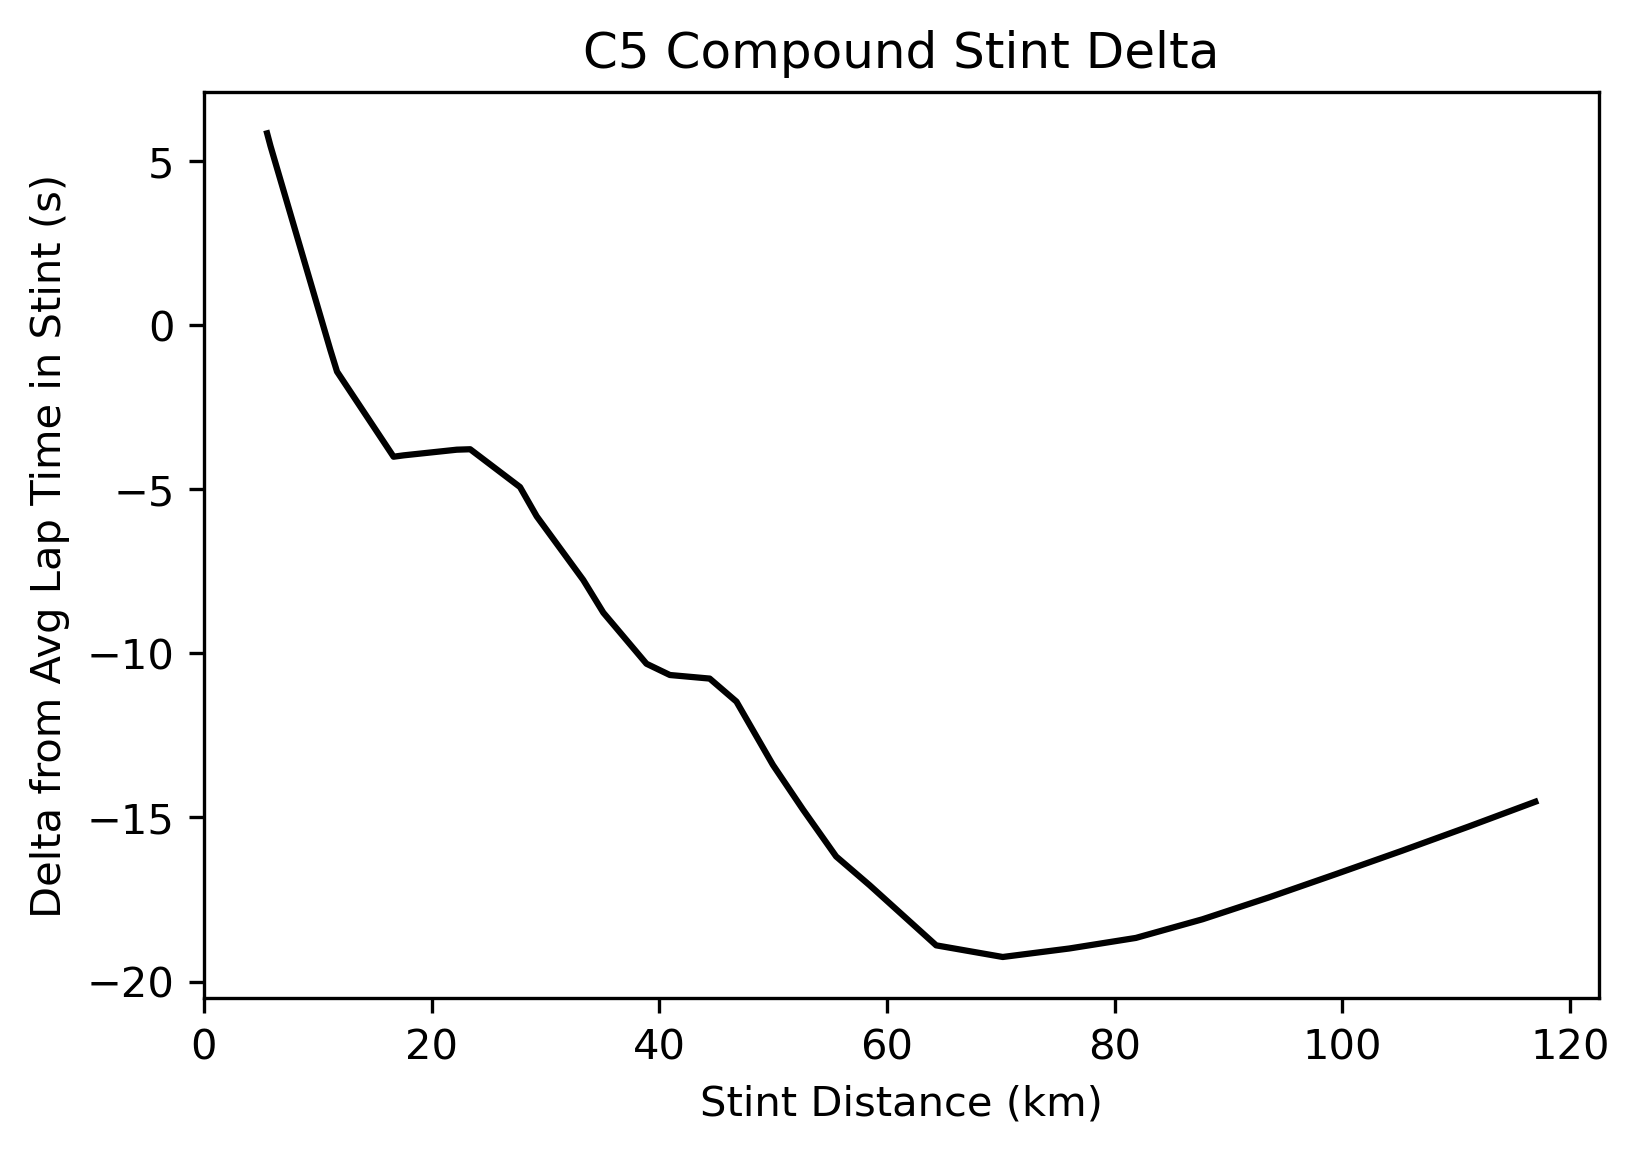 C5 Compound Stint Delta
Delta from Avg Lap Time in Stint (s)
5
0
−5
−10
−15
−20
0 20 40 60 80 100 120
Stint Distance (km)